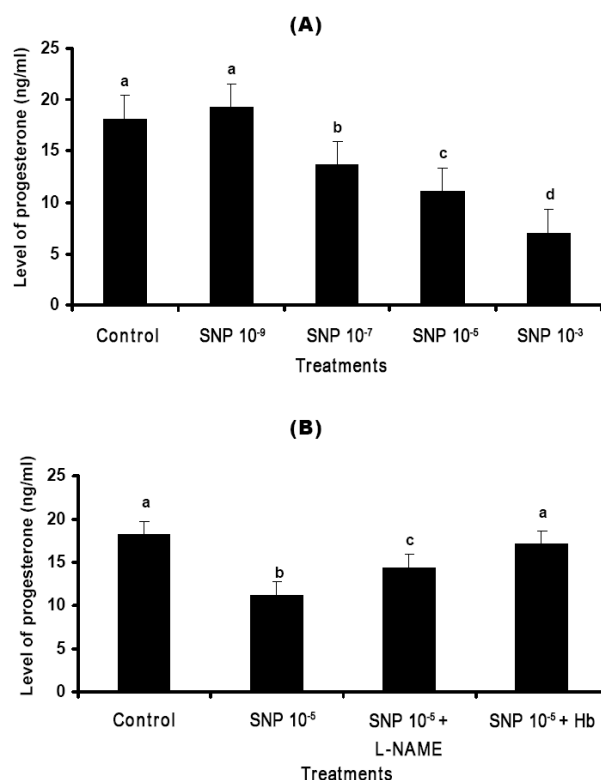 (A)
Level of progesterone (ng/ml)
25
20
15
10
5
0
a
a
b
c
d
Control SNP 10⁻⁹ SNP 10⁻⁷ SNP 10⁻⁵ SNP 10⁻³
Treatments
(B)
Level of progesterone (ng/ml)
25
20
15
10
5
0
a
b
c
a
Control SNP 10⁻⁵ SNP 10⁻⁵ + SNP 10⁻⁵ + Hb
L-NAME
Treatments